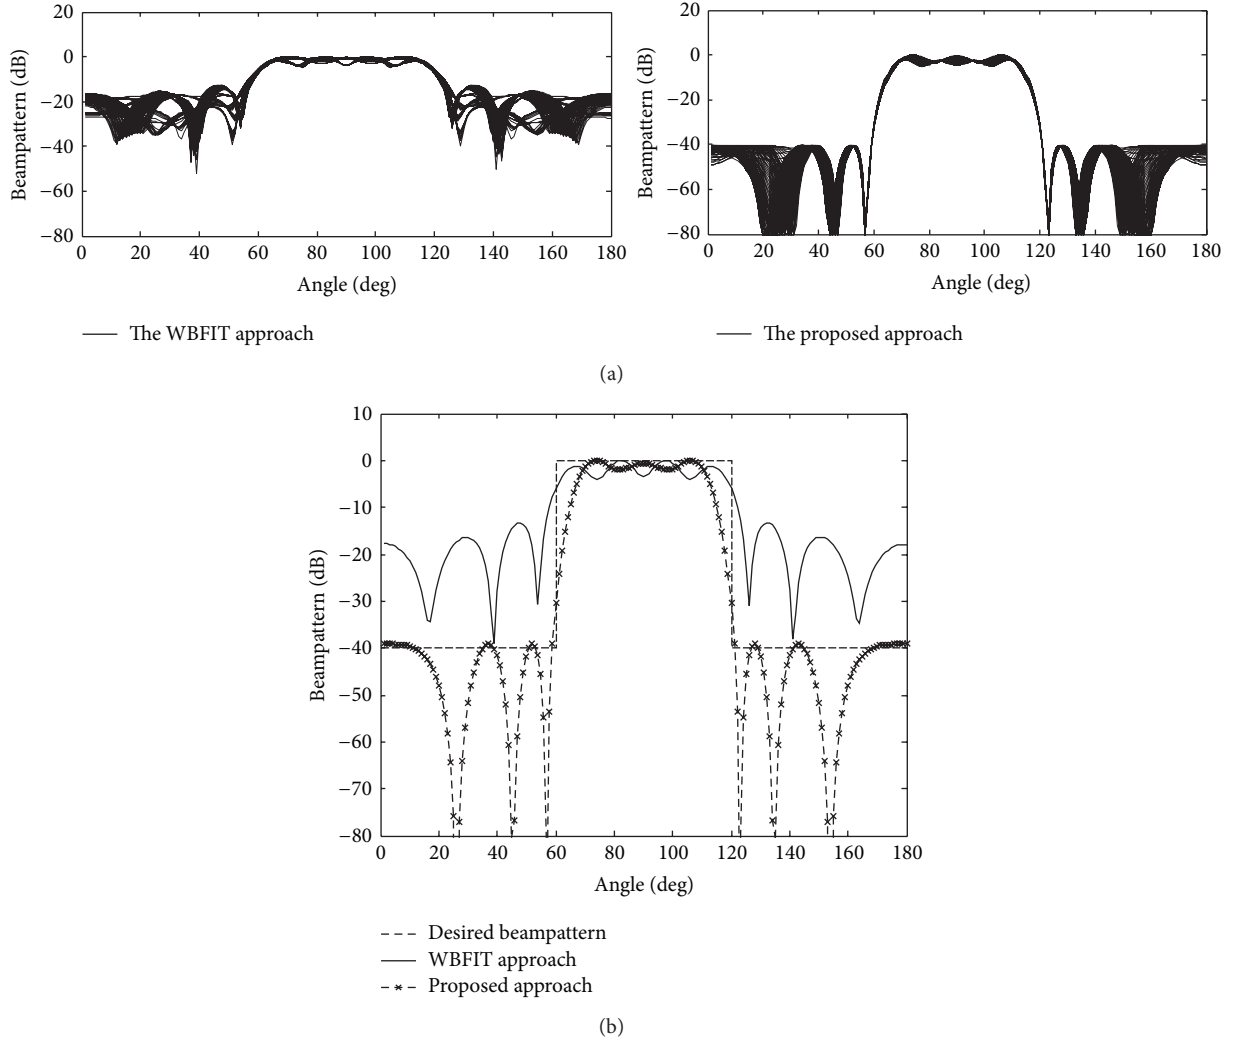 20
0
−20
−40
−60
−80
Beampattern (dB)
0 20 40 60 80 100 120 140 160 180
Angle (deg)
The WBFIT approach
20
0
−20
−40
−60
−80
Beampattern (dB)
0 20 40 60 80 100 120 140 160 180
Angle (deg)
The proposed approach
(a)
10
0
−10
−20
−30
−40
−50
−60
−70
−80
Beampattern (dB)
0 20 40 60 80 100 120 140 160 180
Angle (deg)
Desired beampattern
WBFIT approach
Proposed approach
(b)